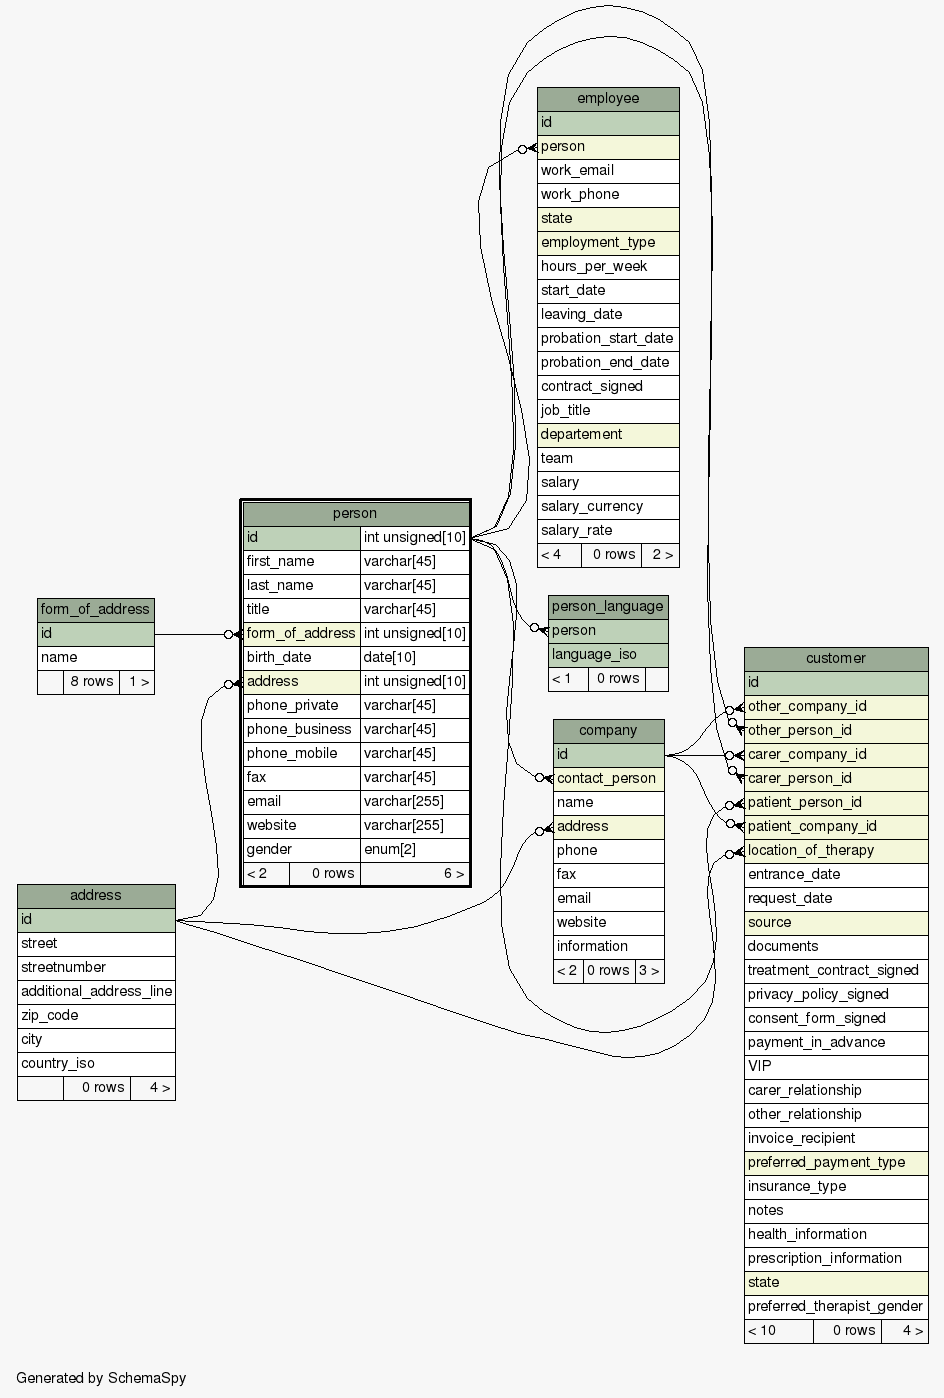 employee
id
person
work_email
work_phone
state
employment_type
hours_per_week
start_date
leaving_date
probation_start_date
probation_end_date
contract_signed
job_title
departement
team
salary
salary_currency
salary_rate
< 4 0 rows 2 >
person
id int unsigned[10]
first_name varchar[45]
last_name varchar[45]
title varchar[45]
form_of_address int unsigned[10]
birth_date date[10]
address int unsigned[10]
phone_private varchar[45]
phone_business varchar[45]
phone_mobile varchar[45]
fax varchar[45]
email varchar[255]
website varchar[255]
gender enum[2]
< 2 0 rows 6 >
form_of_address
id
name
8 rows 1 >
person_language
person
language_iso
< 1 0 rows
company
id
contact_person
name
address
phone
fax
email
website
information
< 2 0 rows 3 >
customer
id
other_company_id
other_person_id
carer_company_id
carer_person_id
patient_person_id
patient_company_id
location_of_therapy
entrance_date
request_date
source
documents
treatment_contract_signed
privacy_policy_signed
consent_form_signed
payment_in_advance
VIP
carer_relationship
other_relationship
invoice_recipient
preferred_payment_type
insurance_type
notes
health_information
prescription_information
state
preferred_therapist_gender
< 10 0 rows 4 >
address
id
street
streetnumber
additional_address_line
zip_code
city
country_iso
0 rows 4 >
Generated by SchemaSpy